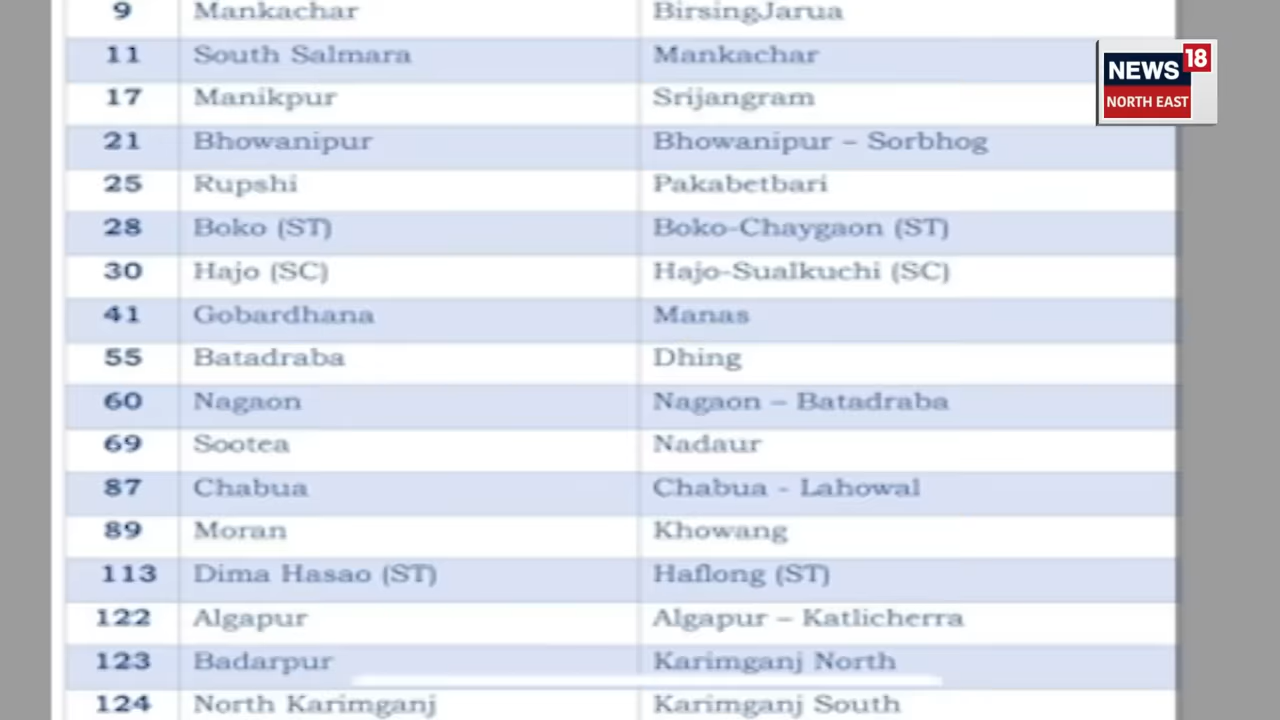 9 Mankachar BirsingJarua
11 South Salmara Mankachar
17 Manikpur Srijangram
21 Bhowanipur Bhowanipur – Sorbhog
25 Rupshi Pakabetbari
28 Boko (ST) Boko-Chaygaon (ST)
30 Hajo (SC) Hajo-Sualkuchi (SC)
41 Gobardhana Manas
55 Batadraba Dhing
60 Nagaon Nagaon – Batadraba
69 Sootea Nadaur
87 Chabua Chabua - Lahowal
89 Moran Khowang
113 Dima Hasao (ST) Haflong (ST)
122 Algapur Algapur – Katlicherra
123 Badarpur Karimganj North
124 North Karimganj Karimganj South
NEWS 18
NORTH EAST